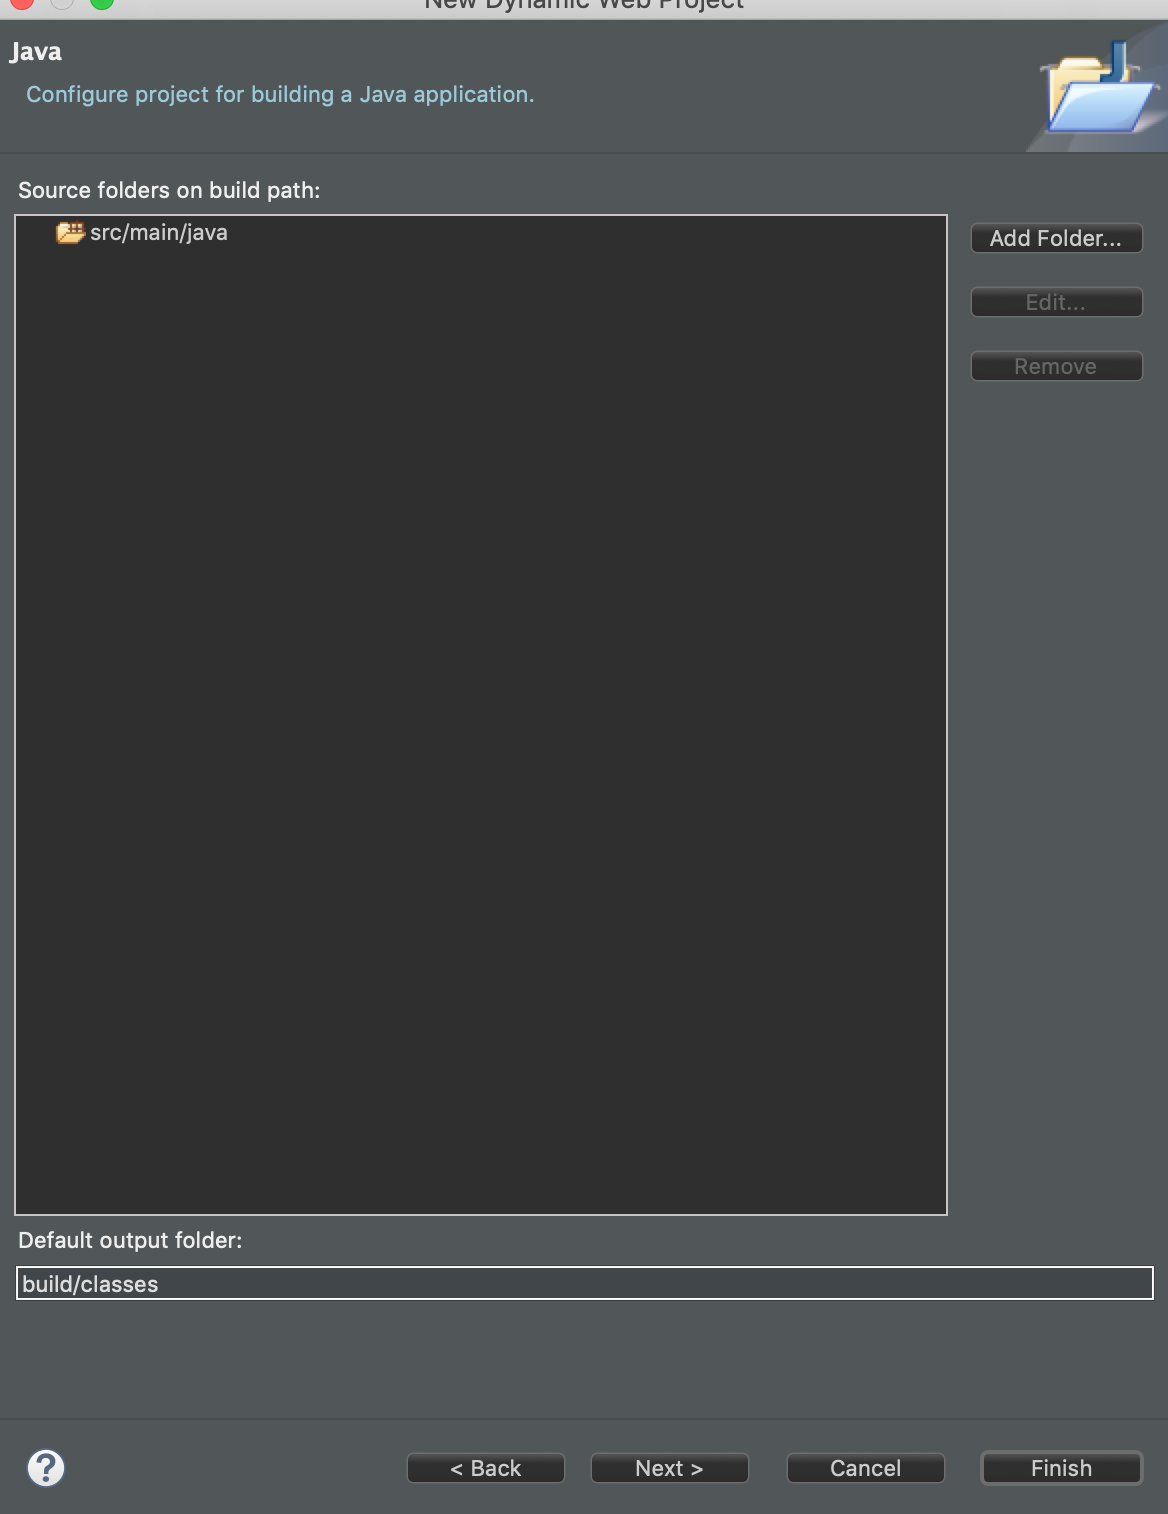 New Dynamic Web Project
Java
Configure project for building a Java application.
Source folders on build path:
src/main/java
Add Folder...
Edit...
Remove
Default output folder:
build/classes
?
< Back
Next >
Cancel
Finish